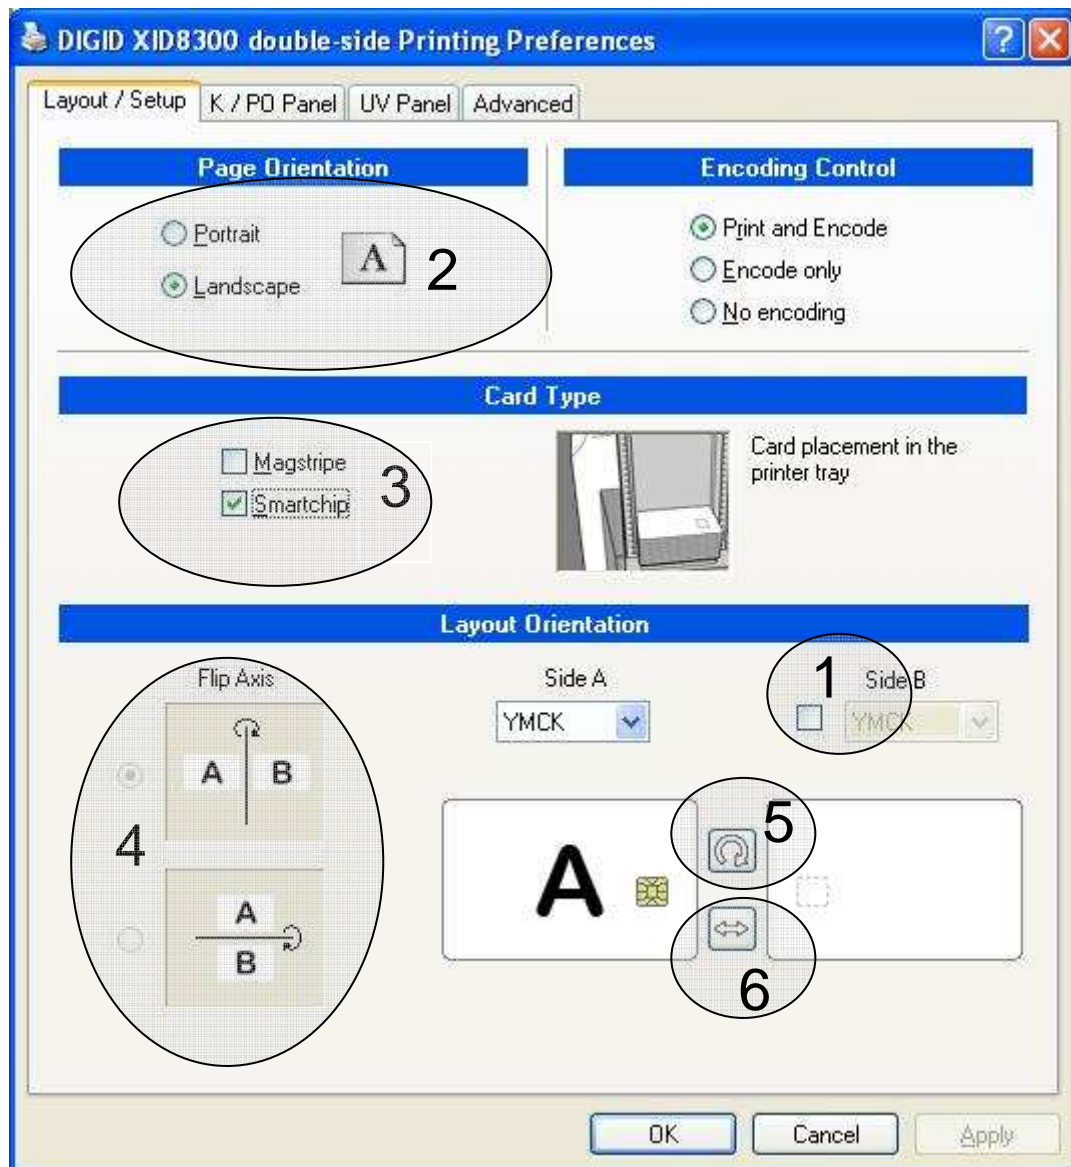 DIGID XID8300 double-side Printing Preferences
Layout / Setup K / PO Panel UV Panel Advanced
Page Orientation
Portrait
Landscape
A
2
Encoding Control
Print and Encode
Encode only
No encoding
Card Type
Magstripe
Smartchip
3
Card placement in the
printer tray
Layout Orientation
Flip Axis
A B
4
A
B
Side A
YMCK
1
Side B
YMCK
A
5
6
OK Cancel Apply